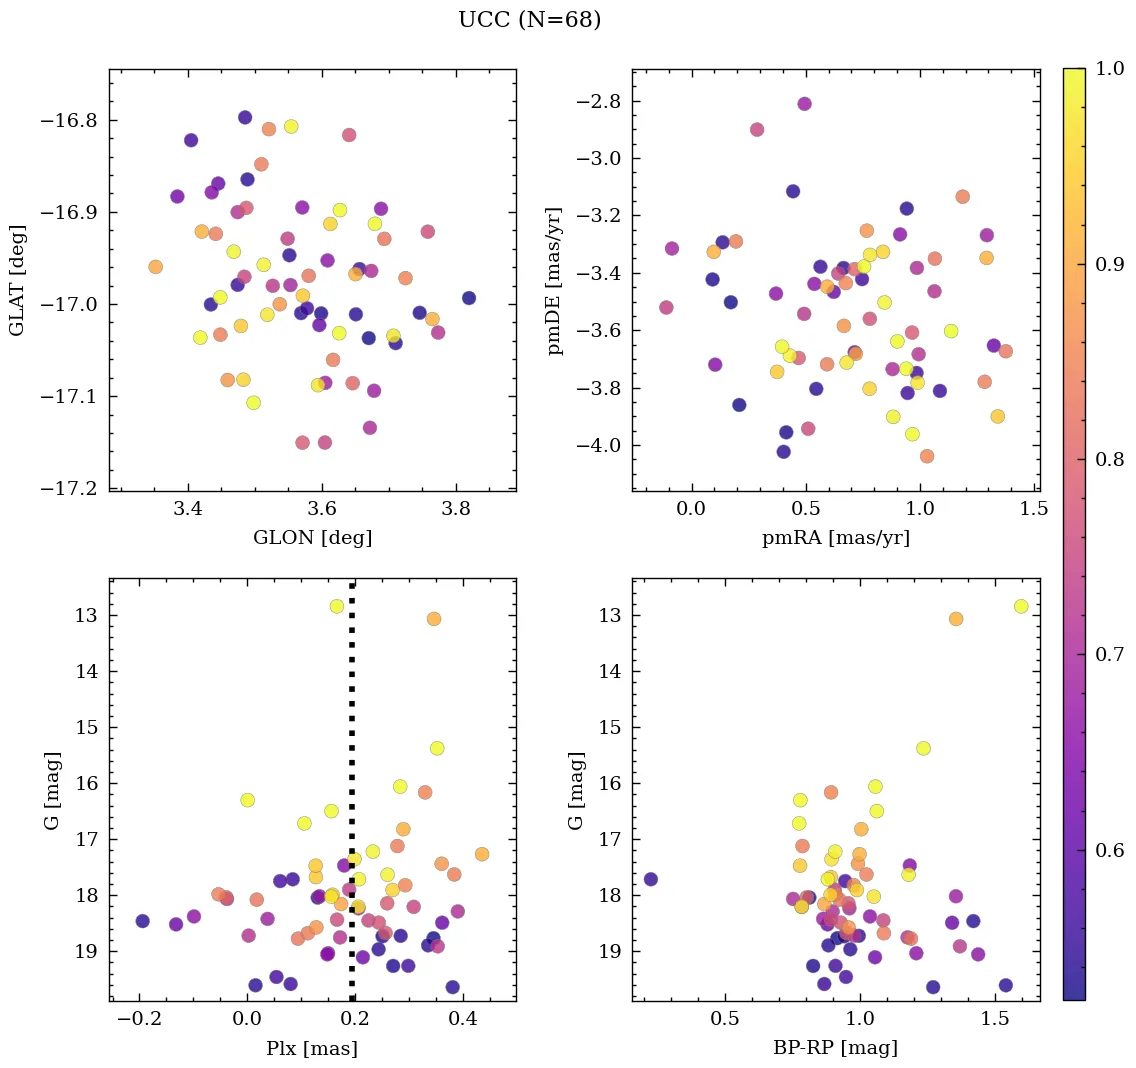 UCC (N=68)
−16.8
−16.9
−17.0
−17.1
−17.2
GLAT [deg]
3.4 3.6 3.8
GLON [deg]
−2.8
−3.0
−3.2
−3.4
−3.6
−3.8
−4.0
pmDE [mas/yr]
0.0 0.5 1.0 1.5
pmRA [mas/yr]
13
14
15
16
17
18
19
G [mag]
−0.2 0.0 0.2 0.4
Plx [mas]
13
14
15
16
17
18
19
G [mag]
0.5 1.0 1.5
BP-RP [mag]
1.0
0.9
0.8
0.7
0.6